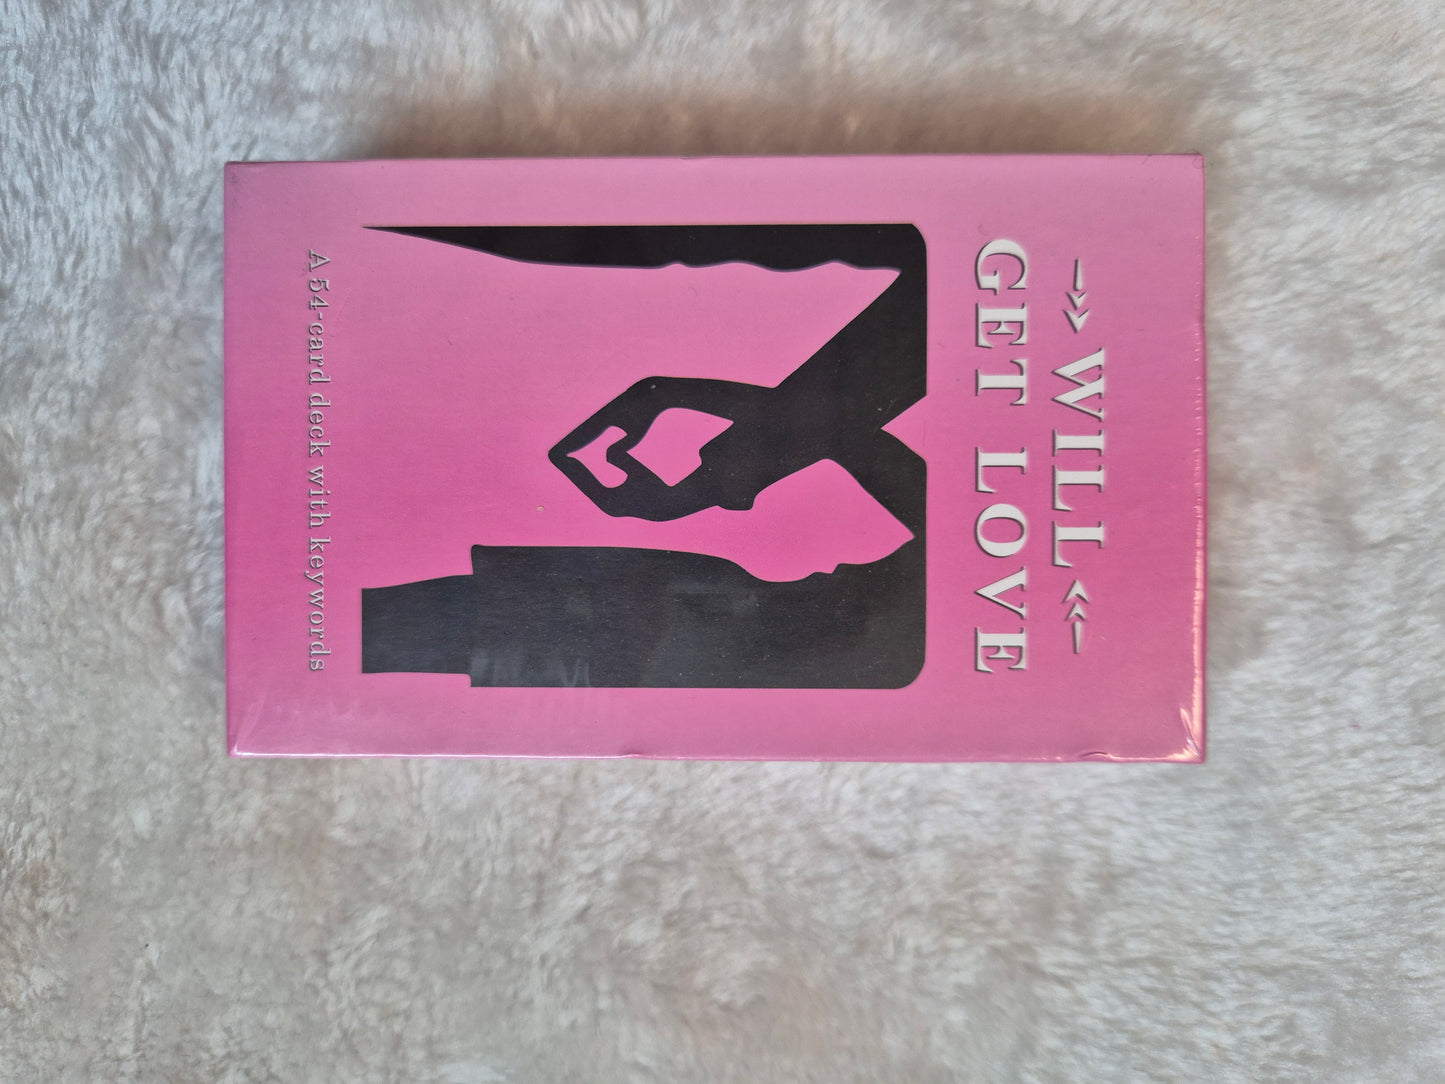 WILL
GET LOVE
A 54-card deck with keywords